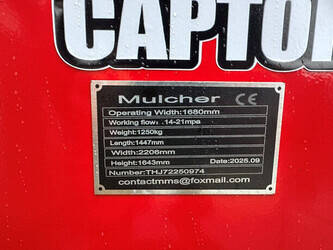 CAPTO
Mulcher CE
Operating Width:1680mm
Working flow: .14-21mpa
Weight:1250kg
Length:1447mm
Width:2206mm
Height:1643mm Date:2025.09
Number:THJ72250974
contactmms@foxmail.com